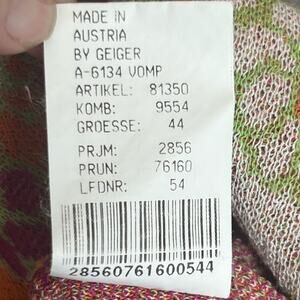 MADE IN
AUSTRIA
BY GEIGER
A-6134 VOMP
ARTIKEL: 81350
KOMB: 9554
GROESSE: 44
PRJM: 2856
PRUN: 76160
LFDNR: 54
28560761600544